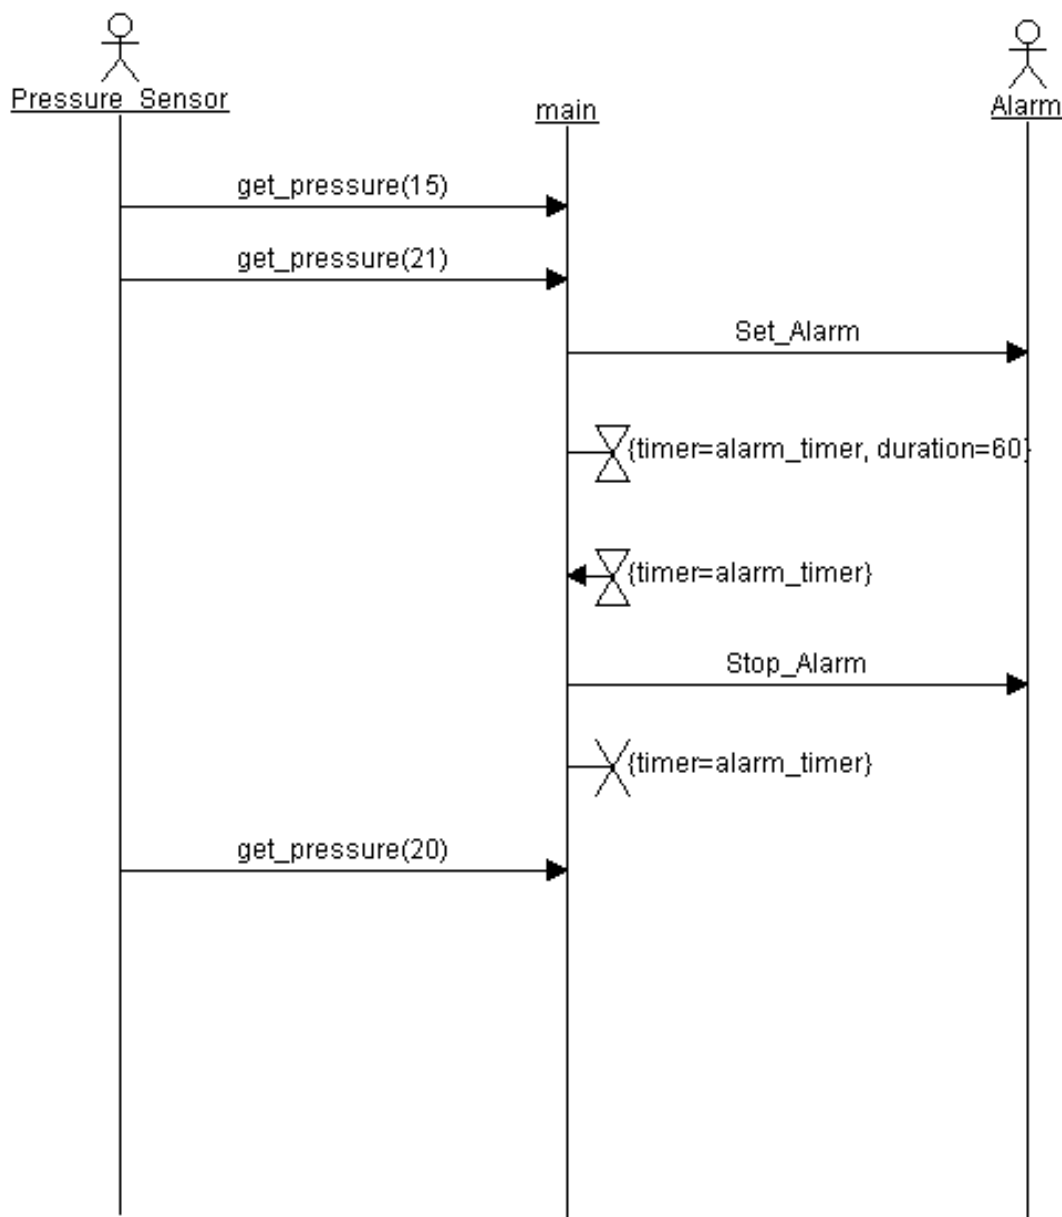 Pressure_Sensor
main
Alarm
get_pressure(15)
get_pressure(21)
Set_Alarm
{timer=alarm_timer, duration=60}
{timer=alarm_timer}
Stop_Alarm
{timer=alarm_timer}
get_pressure(20)